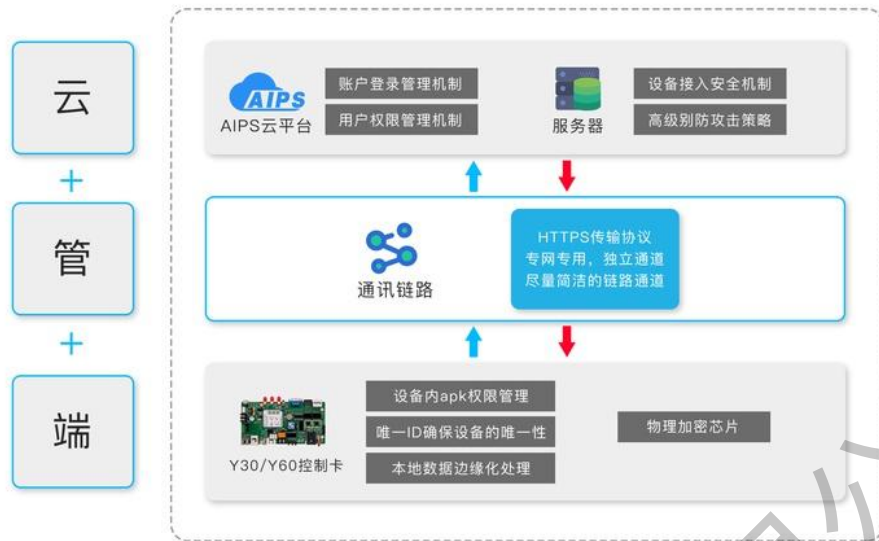 云
+
管
+
端
AIPS
AIPS云平台
账户登录管理机制
用户权限管理机制
服务器
设备接入安全机制
高级别防攻击策略
通讯链路
HTTPS传输协议
专网专用，独立通道
尽量简洁的链路通道
Y30/Y60控制卡
设备内apk权限管理
唯一ID确保设备的唯一性
本地数据边缘化处理
物理加密芯片